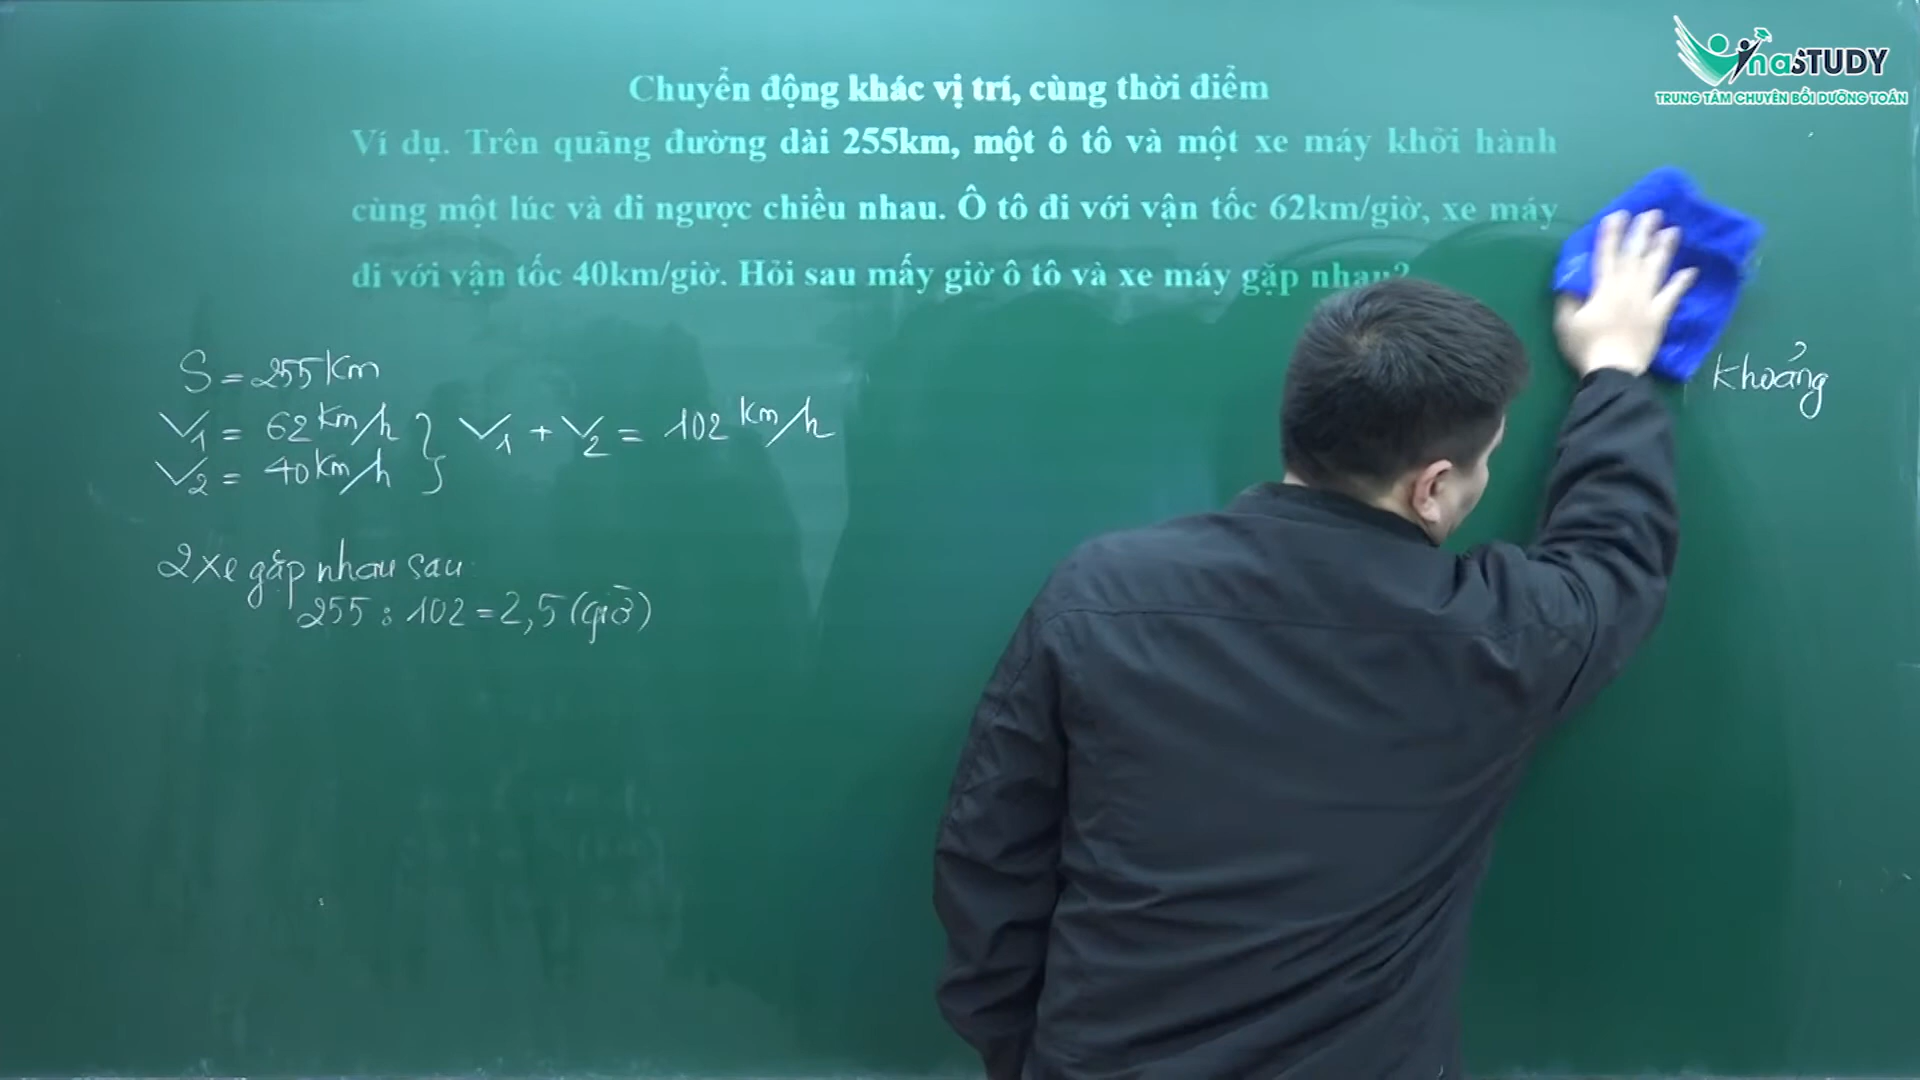 VinaSTUDY
TRUNG TÂM CHUYÊN BỒI DƯỠNG TOÁN
Chuyển động khác vị trí, cùng thời điểm
Ví dụ. Trên quãng đường dài 255km, một ô tô và một xe máy khởi hành
cùng một lúc và đi ngược chiều nhau. Ô tô đi với vận tốc 62km/giờ, xe máy
đi với vận tốc 40km/giờ. Hỏi sau mấy giờ ô tô và xe máy gặp nhau?
S = 255 km
V1 = 62 km/h } V1 + V2 = 102 km/h
V2 = 40 km/h
2 xe gặp nhau sau:
255 : 102 = 2,5 (giờ)
khoảng